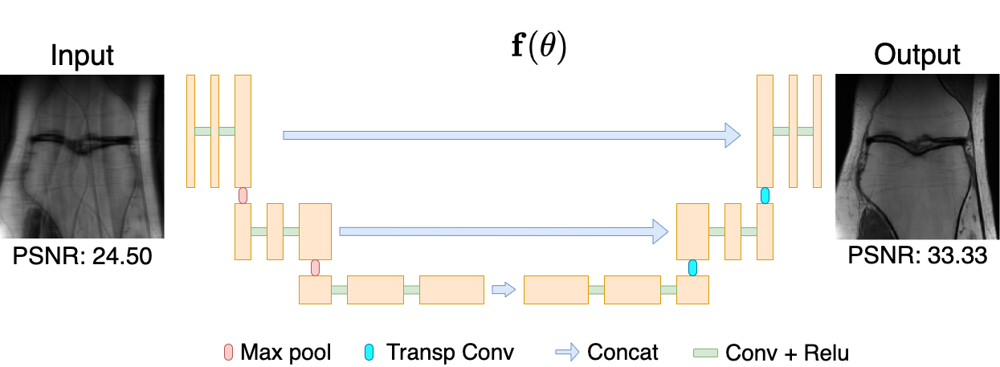 f(θ)
Input
Output
PSNR: 24.50
PSNR: 33.33
Max pool
Transp Conv
Concat
Conv + Relu